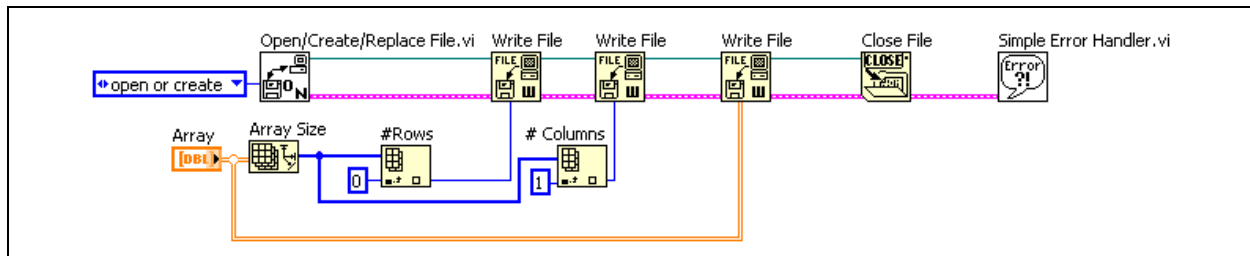 Open/Create/Replace File.vi Write File Write File Write File Close File Simple Error Handler.vi
FILE FILE FILE CLOSE Error
?!
open or create
O
N
W W W
Array Array Size #Rows # Columns
[DBL]
0 1